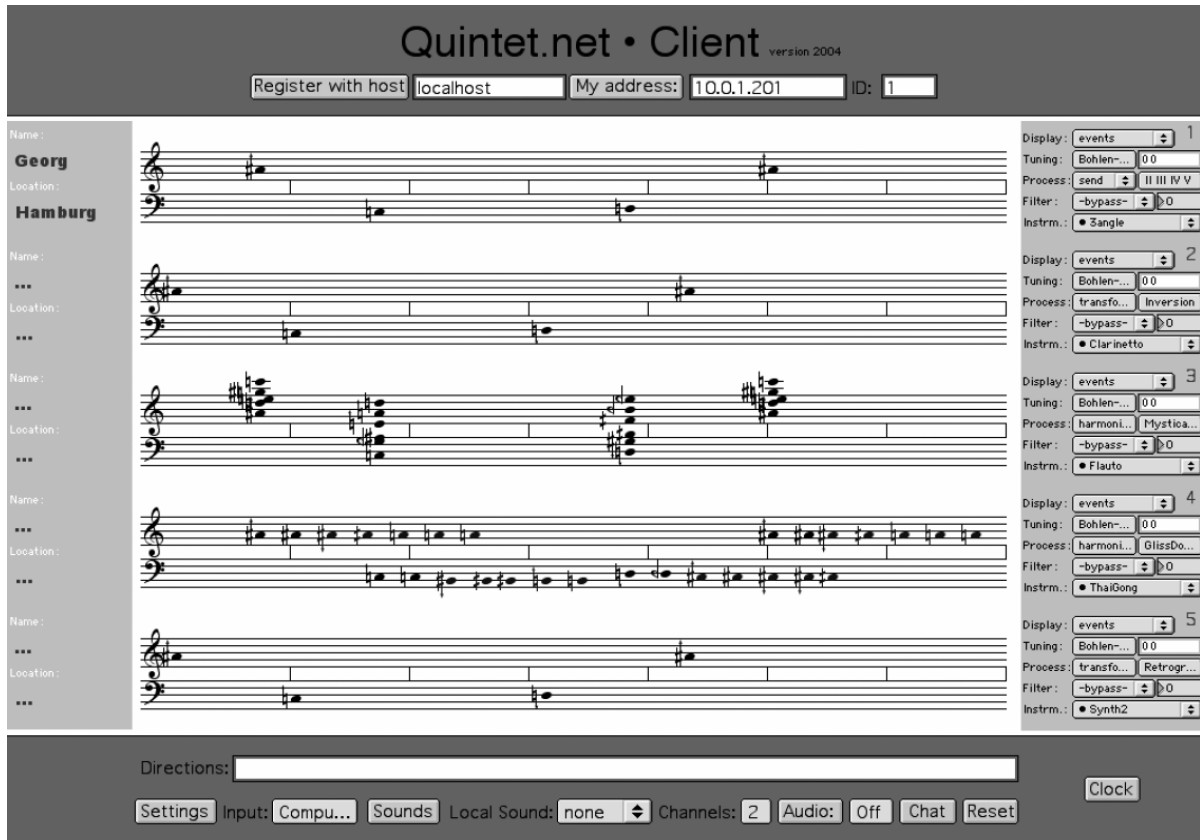 Quintet.net • Client version 2004
Register with host localhost My address: 10.0.1.201 ID: 1
Name:
Georg
Location:
Hamburg
Display: events 1
Tuning: Bohlen-... 0 0
Process: send II III IV V
Filter: -bypass- 0
Instrm.: • 3angle
Name:
...
Location:
...
Display: events 2
Tuning: Bohlen-... 0 0
Process: transfo... Inversion
Filter: -bypass- 0
Instrm.: • Clarinetto
Name:
...
Location:
...
Display: events 3
Tuning: Bohlen-... 0 0
Process: harmoni... Mystica...
Filter: -bypass- 0
Instrm.: • Flauto
Name:
...
Location:
...
Display: events 4
Tuning: Bohlen-... 0 0
Process: harmoni... GlissDo...
Filter: -bypass- 0
Instrm.: • ThaiGong
Name:
...
Location:
...
Display: events 5
Tuning: Bohlen-... 0 0
Process: transfo... Retrogr...
Filter: -bypass- 0
Instrm.: • Synth2
Directions:
Clock
Settings Input: Compu... Sounds Local Sound: none Channels: 2 Audio: Off Chat Reset